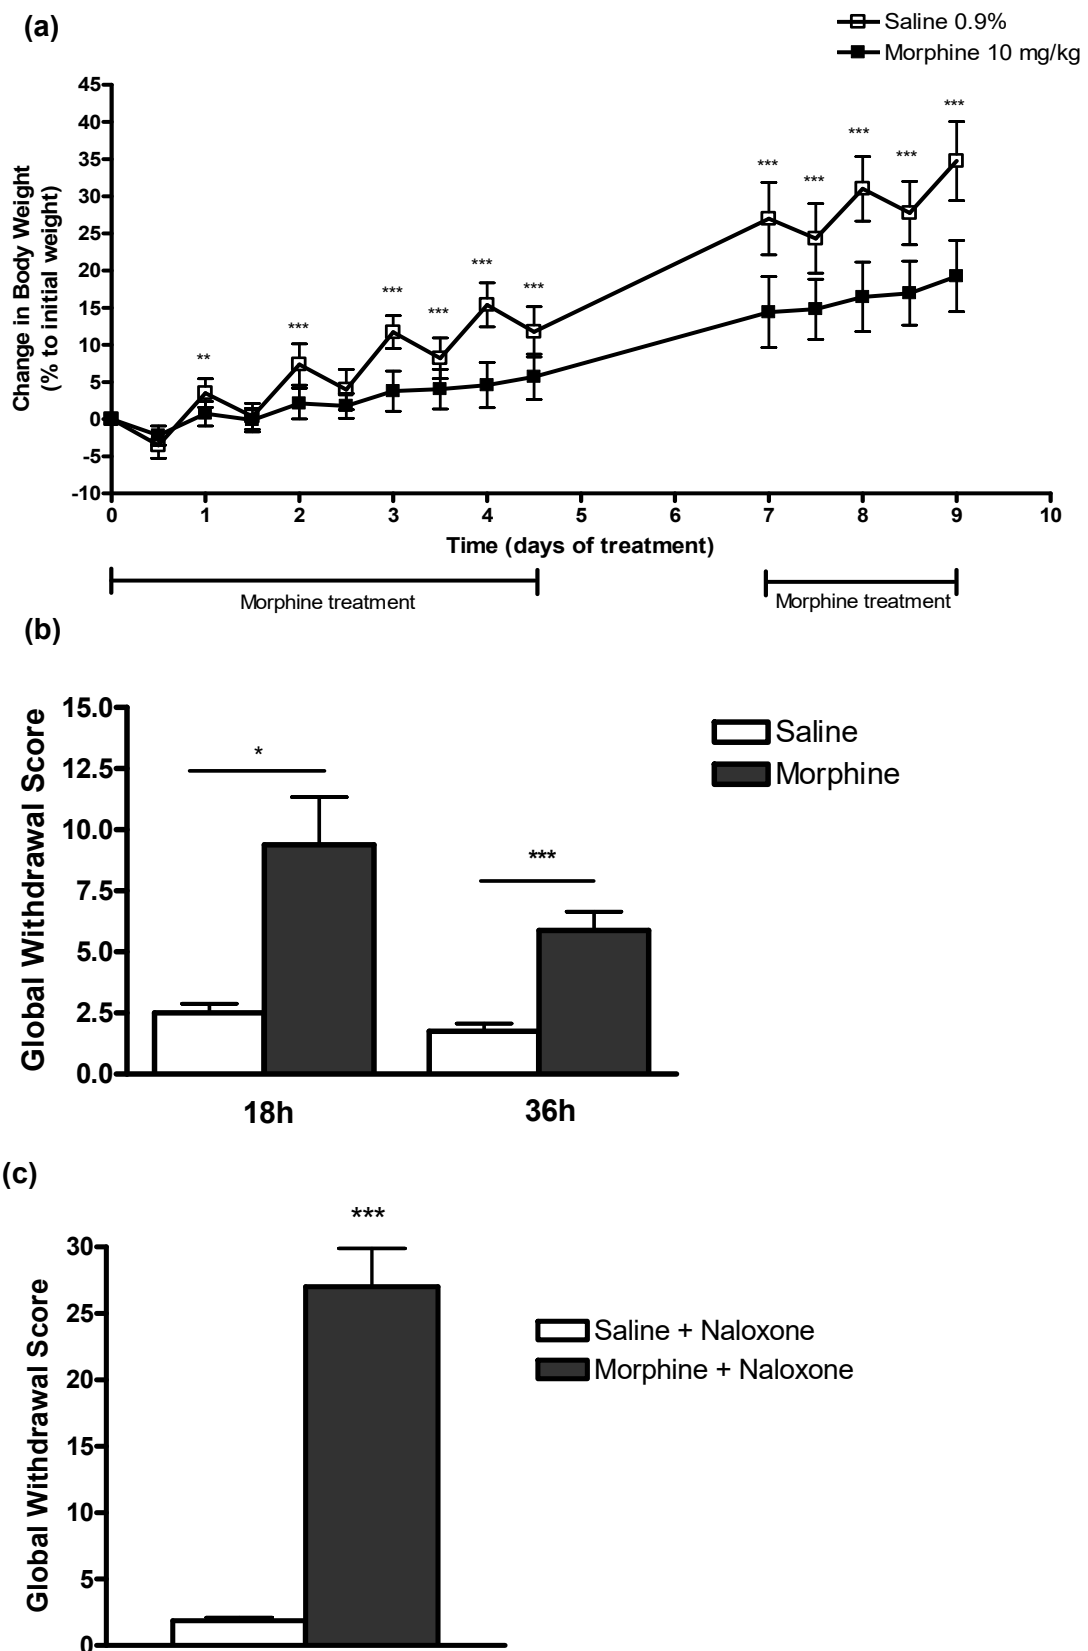 (a)
Saline 0.9%
Morphine 10 mg/kg
Change in Body Weight
(% to initial weight)
45
40
35
30
25
20
15
10
5
0
-5
-10
**
***
***
***
***
***
***
***
***
***
***
0 1 2 3 4 5 6 7 8 9 10
Time (days of treatment)
Morphine treatment
Morphine treatment
(b)
Global Withdrawal Score
15.0
12.5
10.0
7.5
5.0
2.5
0.0
*
***
Saline
Morphine
18h 36h
(c)
Global Withdrawal Score
30
25
20
15
10
5
0
***
Saline + Naloxone
Morphine + Naloxone